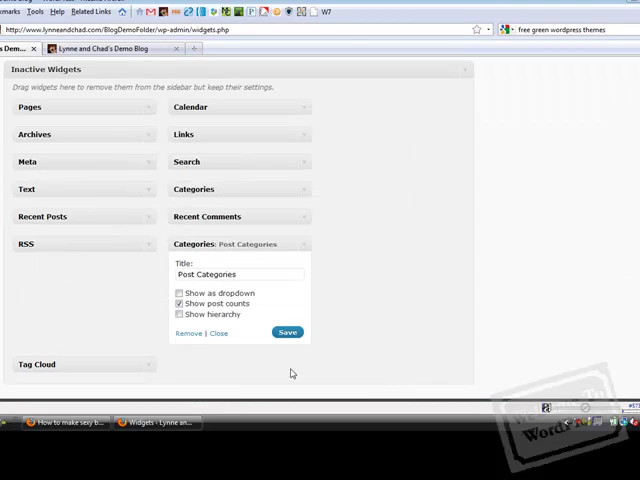 ookmarks Tools Help Related Links W7
http://www.lynneandchad.com/BlogDemoFolder/wp-admin/widgets.php
free green wordpress themes
s Dem... Lynne and Chad's Demo Blog
Inactive Widgets
Drag widgets here to remove them from the sidebar but keep their settings.
Pages Calendar
Archives Links
Meta Search
Text Categories
Recent Posts Recent Comments
RSS Categories: Post Categories
Title:
Post Categories
Show as dropdown
Show post counts
Show hierarchy
Remove | Close Save
Tag Cloud
How to make sexy b... Widgets ‹ Lynne an...